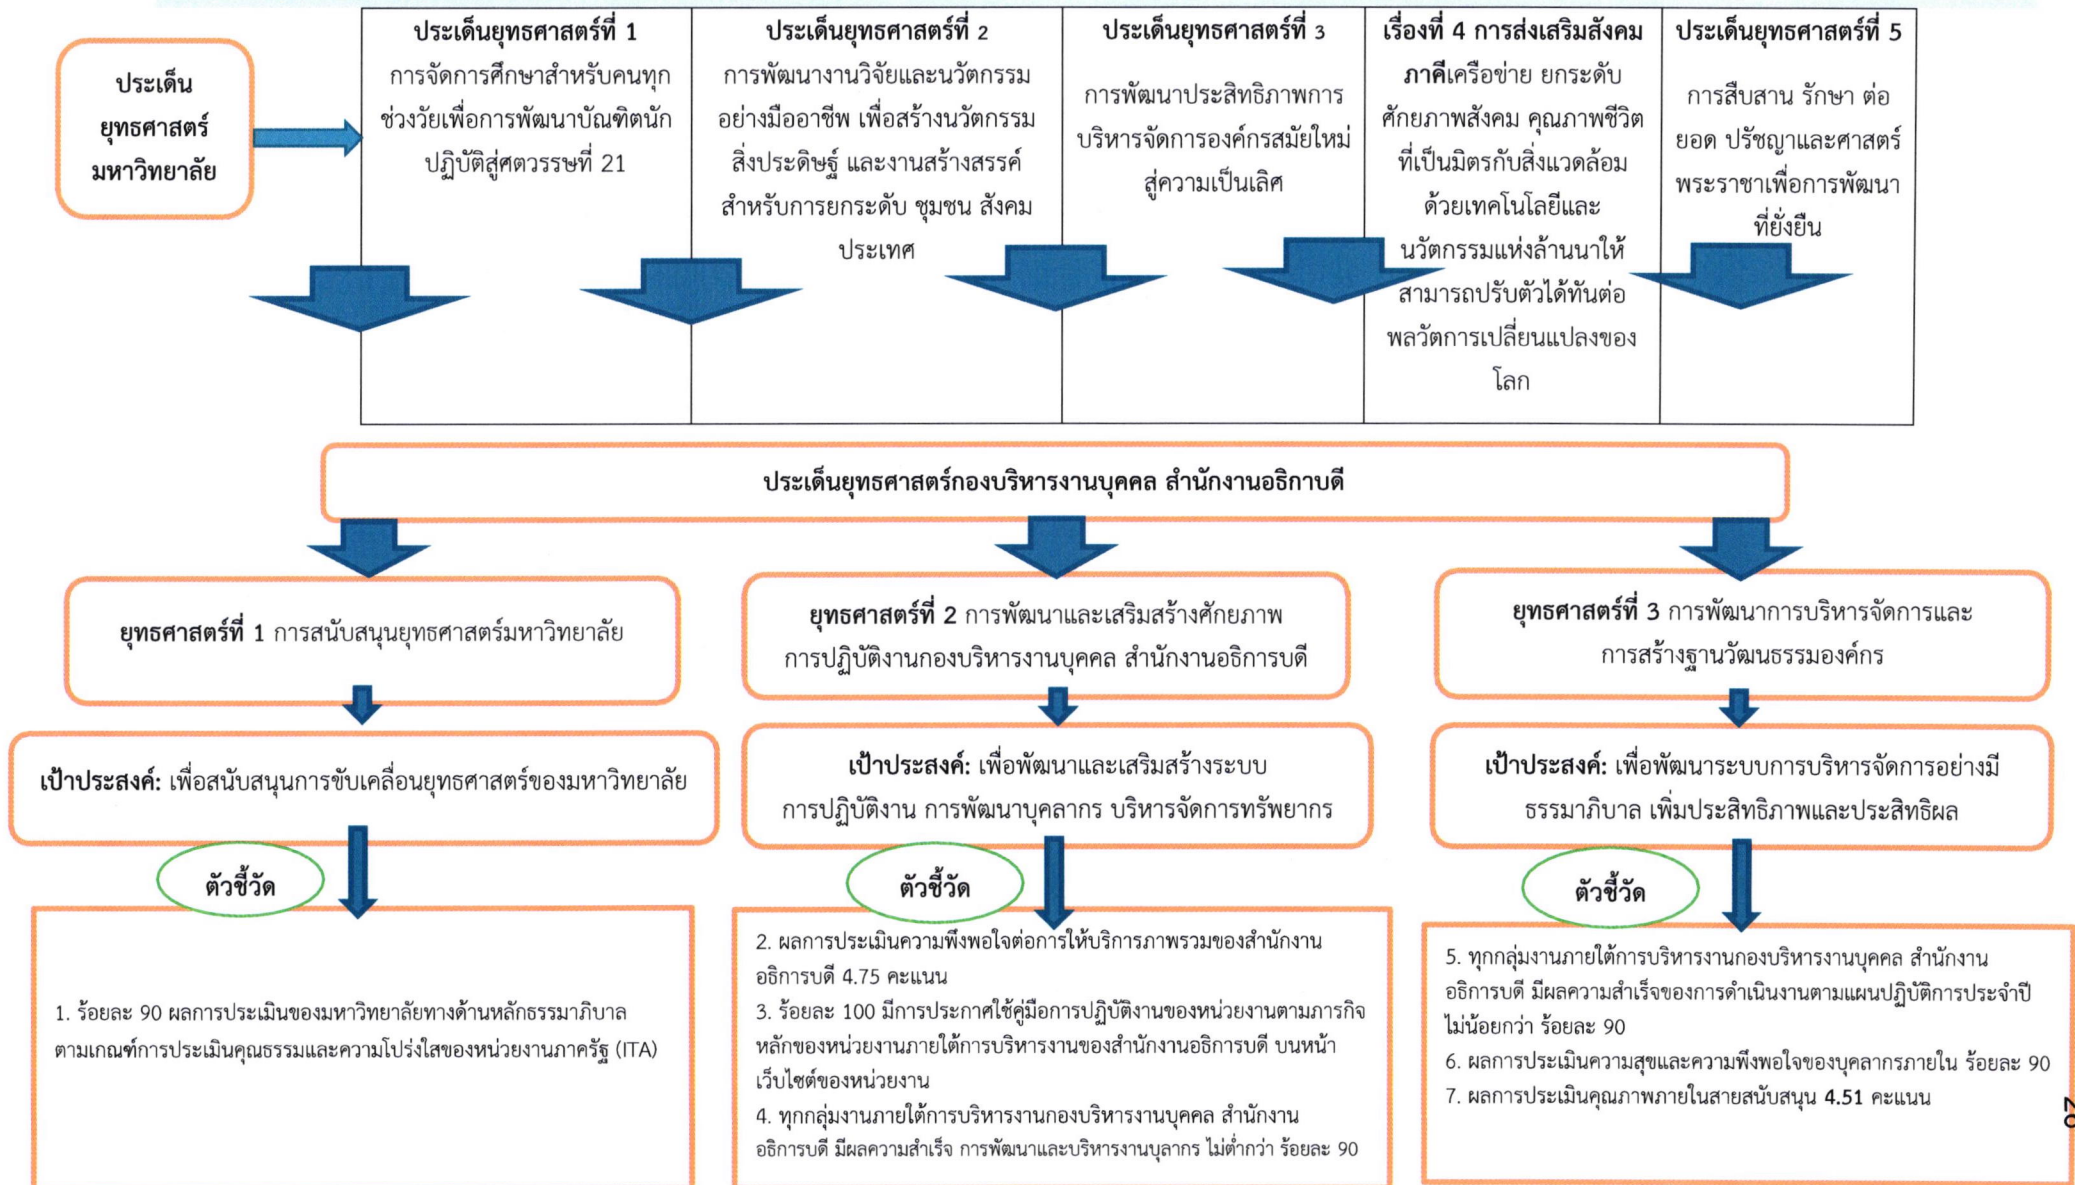 ประเด็น
ยุทธศาสตร์
มหาวิทยาลัย
ประเด็นยุทธศาสตร์ที่ 1
การจัดการศึกษาสำหรับคนทุก
ช่วงวัยเพื่อการพัฒนาบัณฑิตนัก
ปฏิบัติสู่ศตวรรษที่ 21
ประเด็นยุทธศาสตร์ที่ 2
การพัฒนางานวิจัยและนวัตกรรม
อย่างมืออาชีพ เพื่อสร้างนวัตกรรม
สิ่งประดิษฐ์ และงานสร้างสรรค์
สำหรับการยกระดับ ชุมชน สังคม
ประเทศ
ประเด็นยุทธศาสตร์ที่ 3
การพัฒนาประสิทธิภาพการ
บริหารจัดการองค์กรสมัยใหม่
สู่ความเป็นเลิศ
เรื่องที่ 4 การส่งเสริมสังคม
ภาคีเครือข่าย ยกระดับ
ศักยภาพสังคม คุณภาพชีวิต
ที่เป็นมิตรกับสิ่งแวดล้อม
ด้วยเทคโนโลยีและ
นวัตกรรมแห่งล้านนาให้
สามารถปรับตัวได้ทันต่อ
พลวัตการเปลี่ยนแปลงของ
โลก
ประเด็นยุทธศาสตร์ที่ 5
การสืบสาน รักษา ต่อ
ยอด ปรัชญาและศาสตร์
พระราชาเพื่อการพัฒนา
ที่ยั่งยืน
ประเด็นยุทธศาสตร์กองบริหารงานบุคคล สำนักงานอธิกาบดี
ยุทธศาสตร์ที่ 1 การสนับสนุนยุทธศาสตร์มหาวิทยาลัย
ยุทธศาสตร์ที่ 2 การพัฒนาและเสริมสร้างศักยภาพ
การปฏิบัติงานกองบริหารงานบุคคล สำนักงานอธิการบดี
ยุทธศาสตร์ที่ 3 การพัฒนาการบริหารจัดการและ
การสร้างฐานวัฒนธรรมองค์กร
เป้าประสงค์: เพื่อสนับสนุนการขับเคลื่อนยุทธศาสตร์ของมหาวิทยาลัย
เป้าประสงค์: เพื่อพัฒนาและเสริมสร้างระบบ
การปฏิบัติงาน การพัฒนาบุคลากร บริหารจัดการทรัพยากร
เป้าประสงค์: เพื่อพัฒนาระบบการบริหารจัดการอย่างมี
ธรรมาภิบาล เพิ่มประสิทธิภาพและประสิทธิผล
ตัวชี้วัด
ตัวชี้วัด
ตัวชี้วัด
1. ร้อยละ 90 ผลการประเมินของมหาวิทยาลัยทางด้านหลักธรรมาภิบาล
ตามเกณฑ์การประเมินคุณธรรมและความโปร่งใสของหน่วยงานภาครัฐ (ITA)
2. ผลการประเมินความพึงพอใจต่อการให้บริการภาพรวมของสำนักงาน
อธิการบดี 4.75 คะแนน
3. ร้อยละ 100 มีการประกาศใช้คู่มือการปฏิบัติงานของหน่วยงานตามภารกิจ
หลักของหน่วยงานภายใต้การบริหารงานของสำนักงานอธิการบดี บนหน้า
เว็บไซต์ของหน่วยงาน
4. ทุกกลุ่มงานภายใต้การบริหารงานกองบริหารงานบุคคล สำนักงาน
อธิการบดี มีผลความสำเร็จ การพัฒนาและบริหารงานบุลากร ไม่ต่ำกว่า ร้อยละ 90
5. ทุกกลุ่มงานภายใต้การบริหารงานกองบริหารงานบุคคล สำนักงาน
อธิการบดี มีผลความสำเร็จของการดำเนินงานตามแผนปฏิบัติการประจำปี
ไม่น้อยกว่า ร้อยละ 90
6. ผลการประเมินความสุขและความพึงพอใจของบุคลากรภายใน ร้อยละ 90
7. ผลการประเมินคุณภาพภายในสายสนับสนุน 4.51 คะแนน